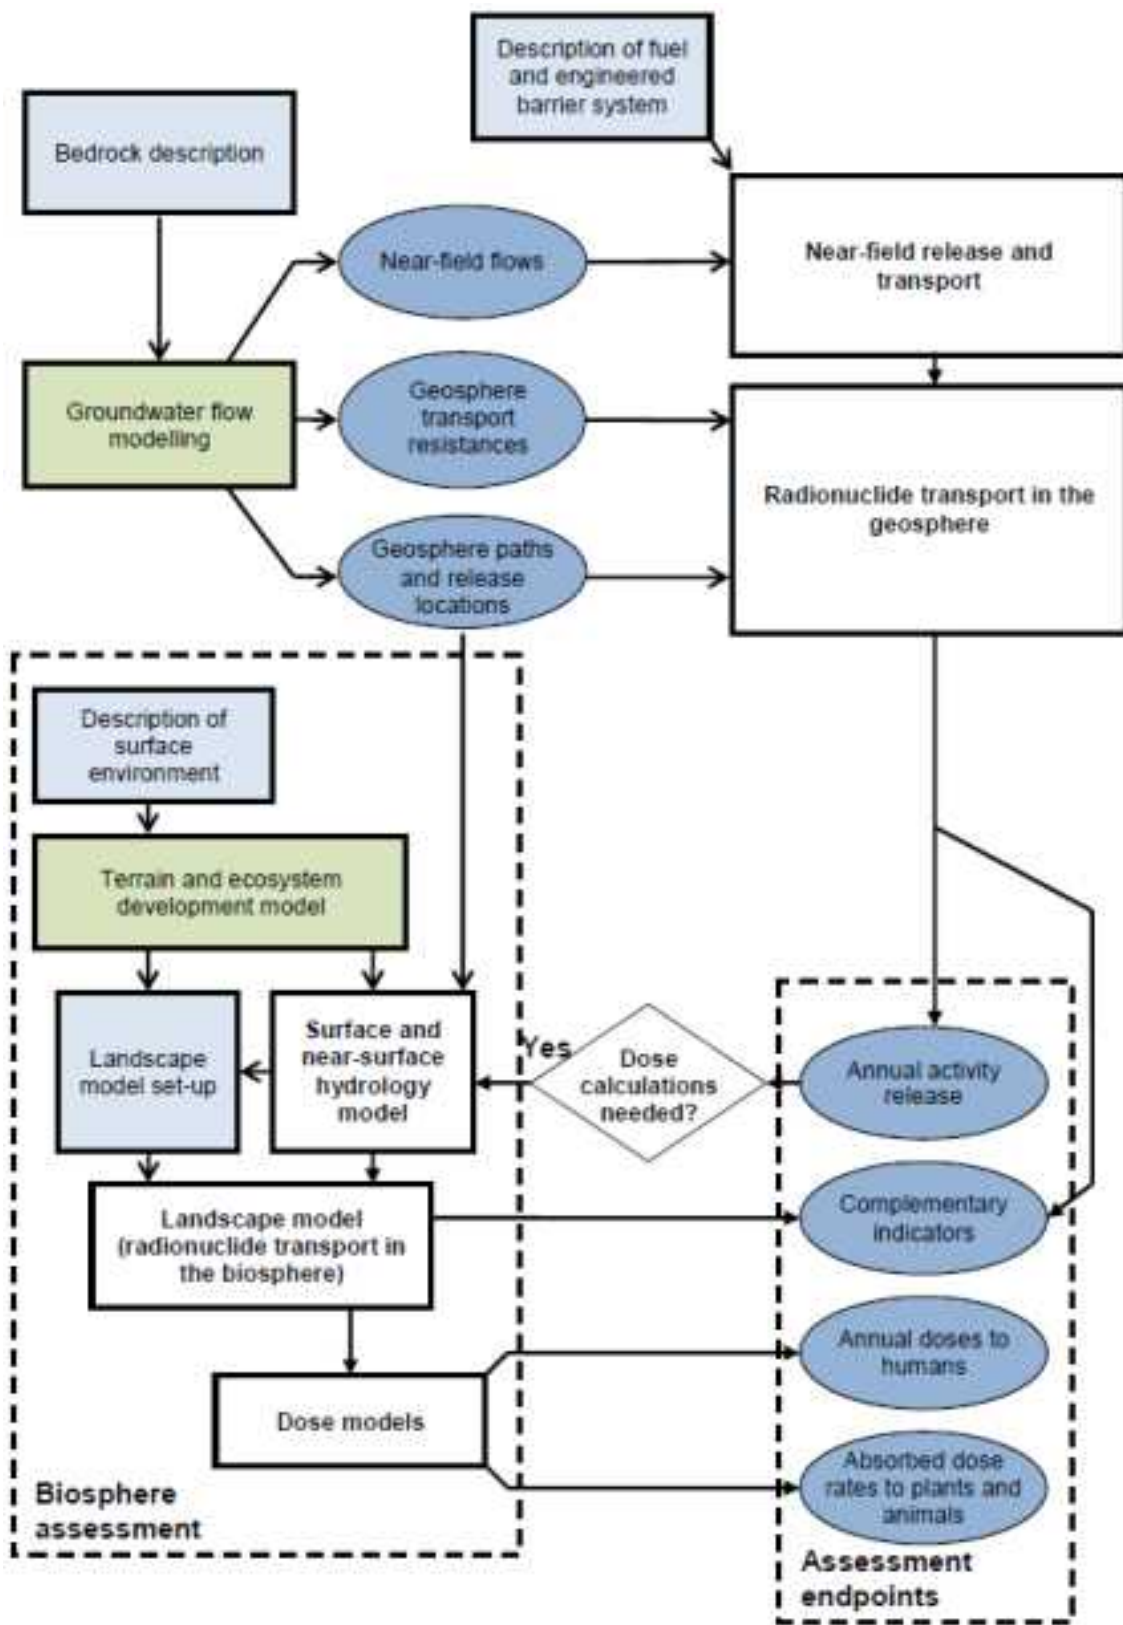 Description of fuel
and engineered
barrier system
Bedrock description
Near-field flows
Near-field release and
transport
Groundwater flow
modelling
Geosphere
transport
resistances
Radionuclide transport in the
geosphere
Geosphere paths
and release
locations
Description of
surface
environment
Terrain and ecosystem
development model
Landscape
model set-up
Surface and
near-surface
hydrology
model
Yes
Dose
calculations
needed?
Annual activity
release
Landscape model
(radionuclide transport in
the biosphere)
Complementary
indicators
Annual doses to
humans
Dose models
Absorbed dose
rates to plants and
animals
Biosphere
assessment
Assessment
endpoints